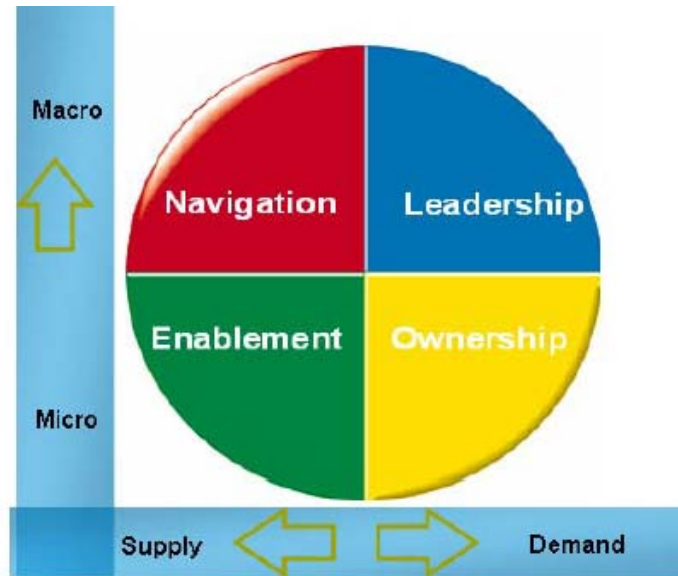 Macro
Navigation
Leadership
Enablement
Ownership
Micro
Supply
Demand